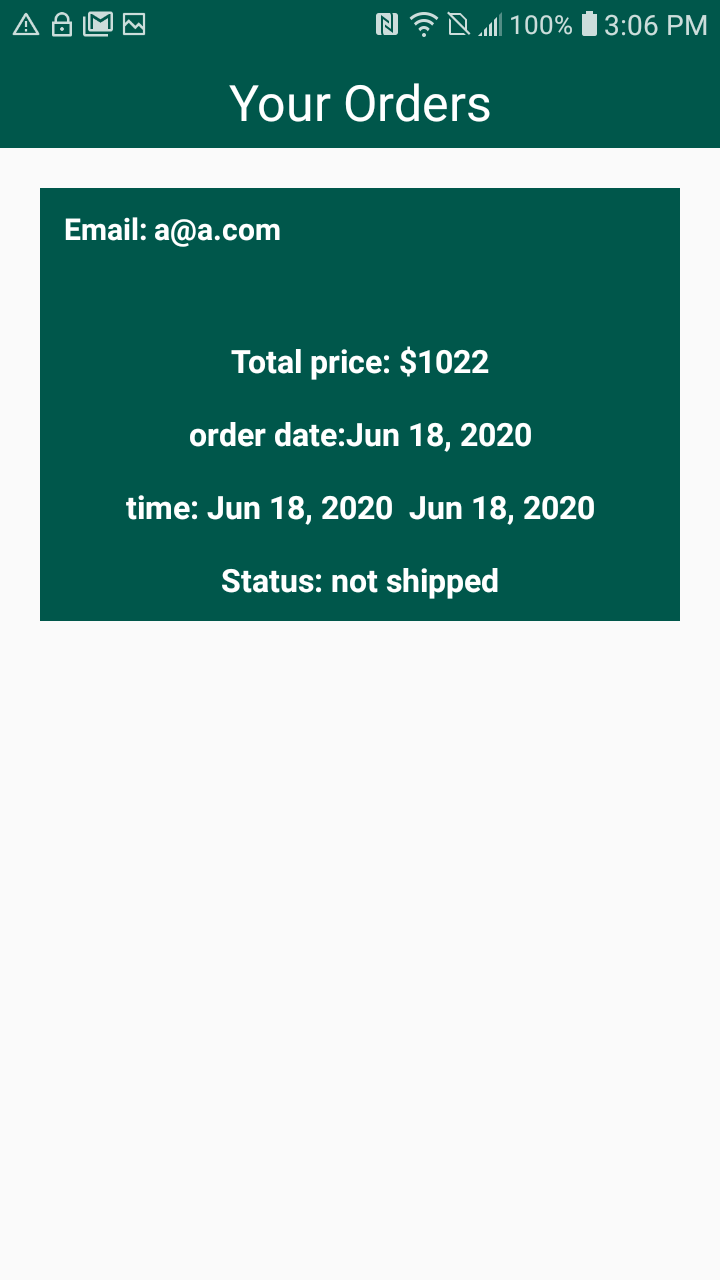 100% 3:06 PM
Your Orders
Email: a@a.com
Total price: $1022
order date:Jun 18, 2020
time: Jun 18, 2020  Jun 18, 2020
Status: not shipped